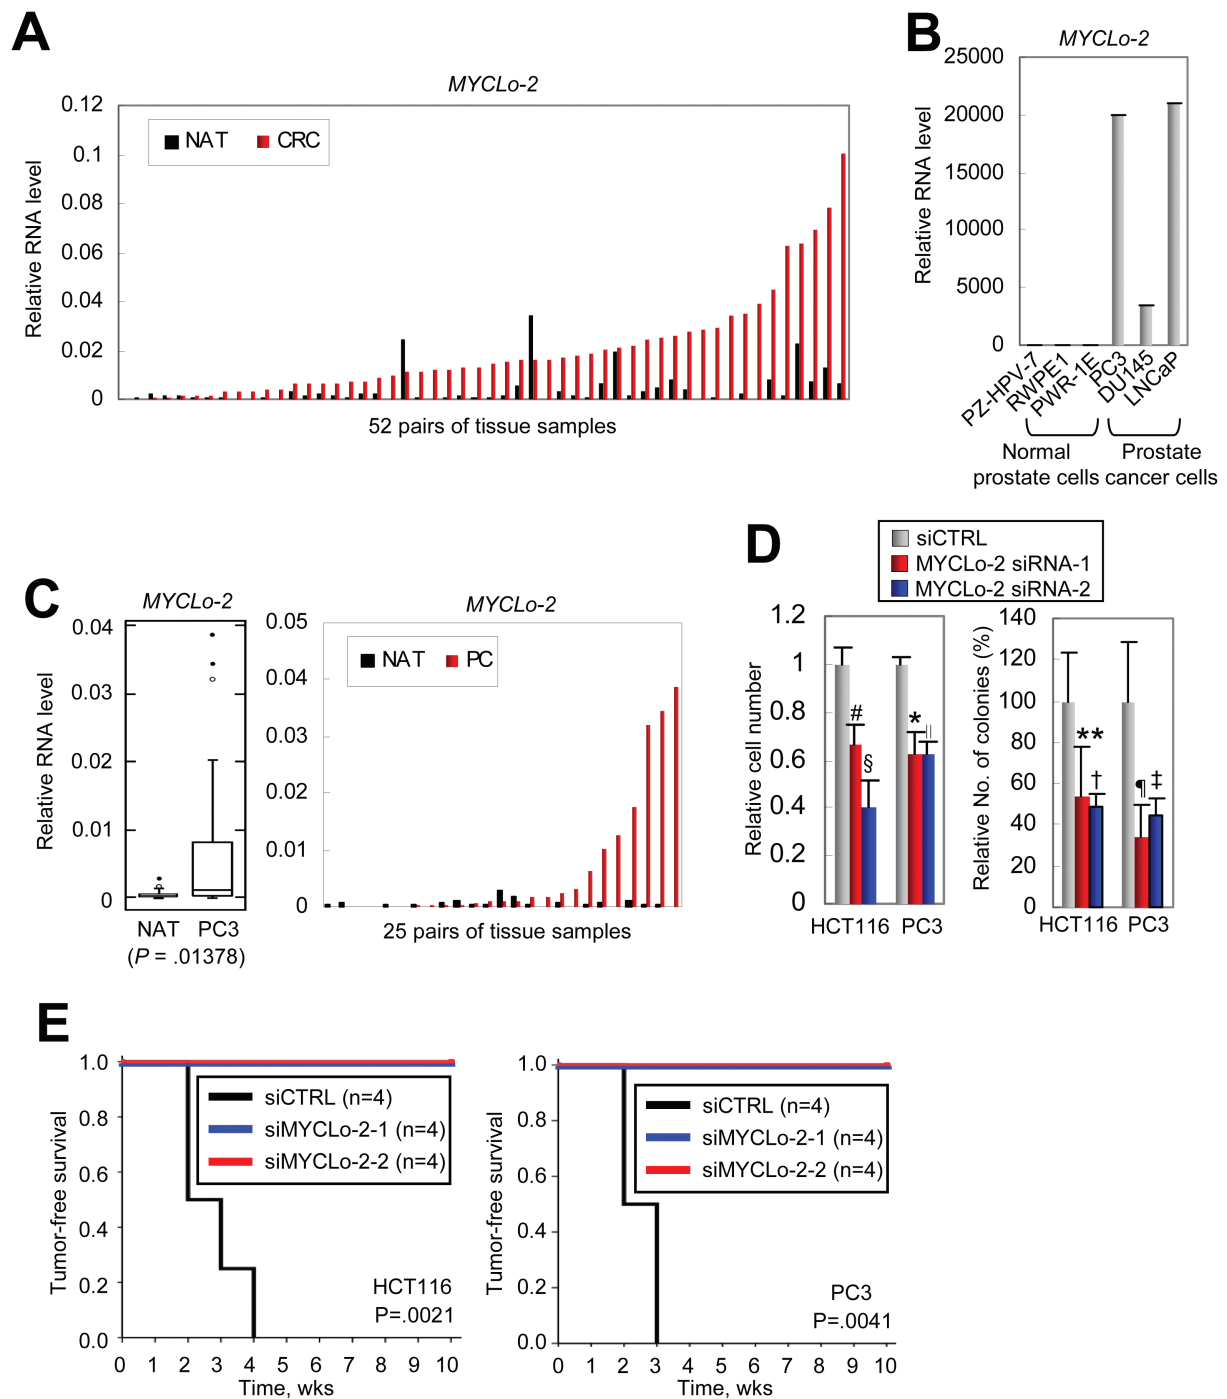 A
MYCLo-2
Relative RNA level
0.12
0.1
0.08
0.06
0.04
0.02
0
NAT
CRC
52 pairs of tissue samples
B
MYCLo-2
Relative RNA level
25000
20000
15000
10000
5000
0
PZ-HPV-7
RWPE1
PWR-1E
PC3
DU145
LNCaP
Normal prostate cells
Prostate cancer cells
C
MYCLo-2
Relative RNA level
0.04
0.03
0.02
0.01
0
NAT PC3
(P = .01378)
MYCLo-2
0.05
0.04
0.03
0.02
0.01
0
NAT
PC
25 pairs of tissue samples
D
siCTRL
MYCLo-2 siRNA-1
MYCLo-2 siRNA-2
Relative cell number
1.2
1
0.8
0.6
0.4
0.2
0
# § * ||
HCT116 PC3
Relative No. of colonies (%)
140
120
100
80
60
40
20
0
** † ¶ ‡
HCT116 PC3
E
Tumor-free survival
1.0
0.8
0.6
0.4
0.2
0.0
siCTRL (n=4)
siMYCLo-2-1 (n=4)
siMYCLo-2-2 (n=4)
HCT116
P=.0021
0 1 2 3 4 5 6 7 8 9 10
Time, wks
Tumor-free survival
1.0
0.8
0.6
0.4
0.2
0.0
siCTRL (n=4)
siMYCLo-2-1 (n=4)
siMYCLo-2-2 (n=4)
PC3
P=.0041
0 1 2 3 4 5 6 7 8 9 10
Time, wks